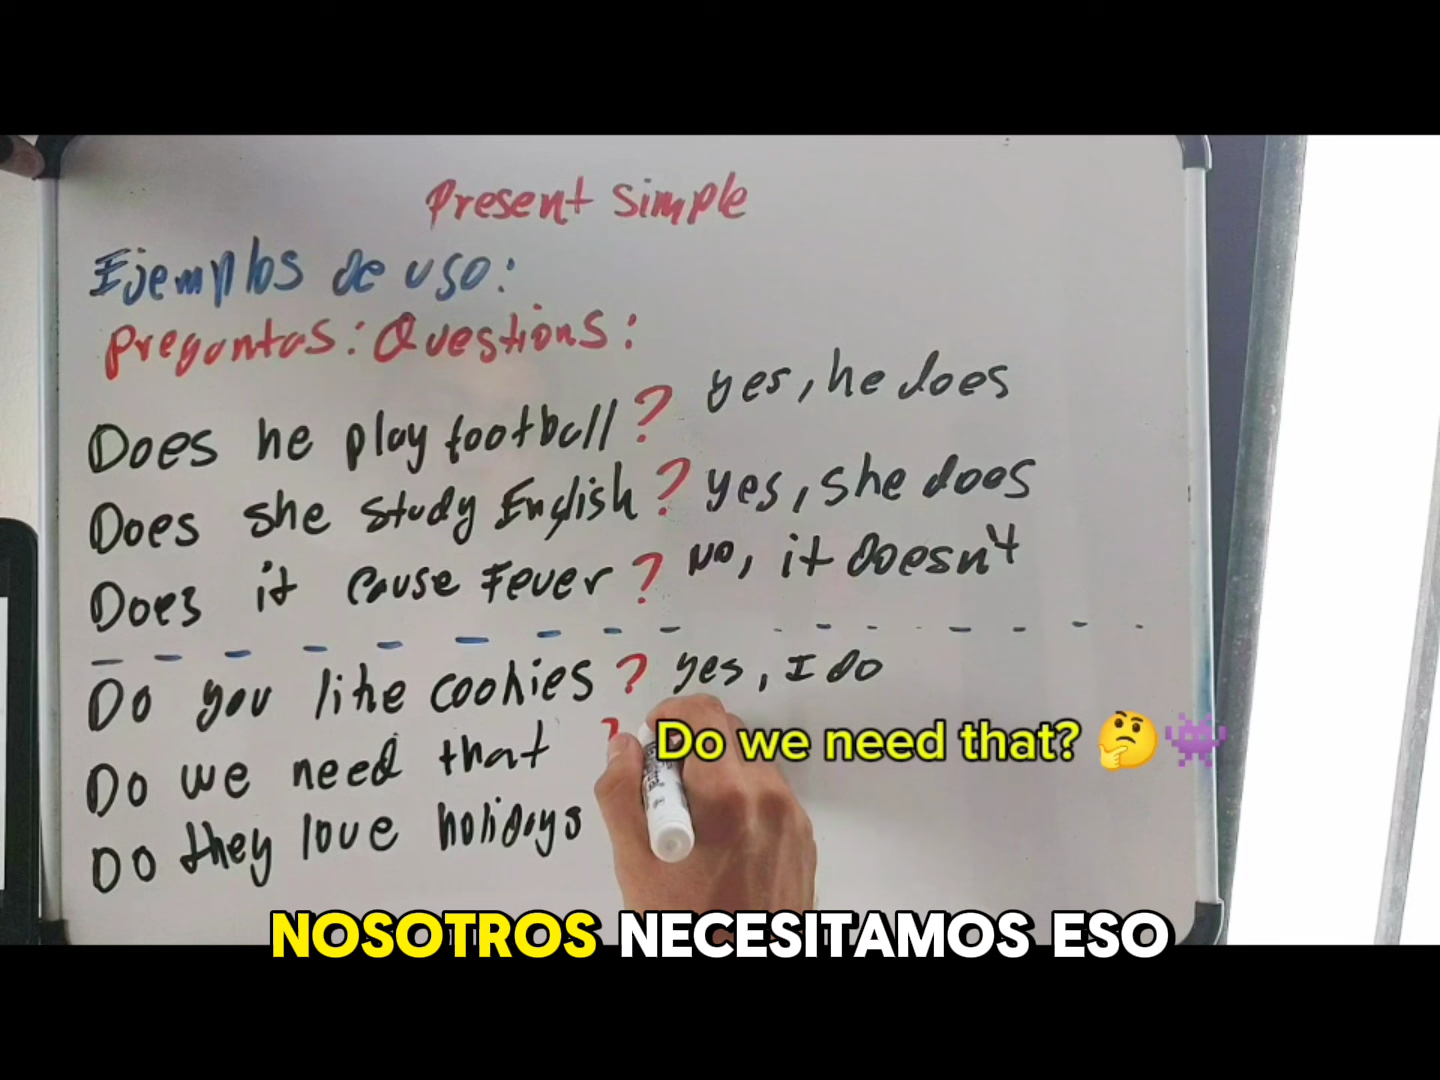 Present simple
Ejemplos de uso:
Preguntas: Questions:
Does he play football? yes, he does
Does she study English? yes, she does
Does it cause Fever? No, it doesn't
Do you like cookies? yes, I do
Do we need that ?
Do we need that? 🤔👾
Do they love holidays
NOSOTROS NECESITAMOS ESO